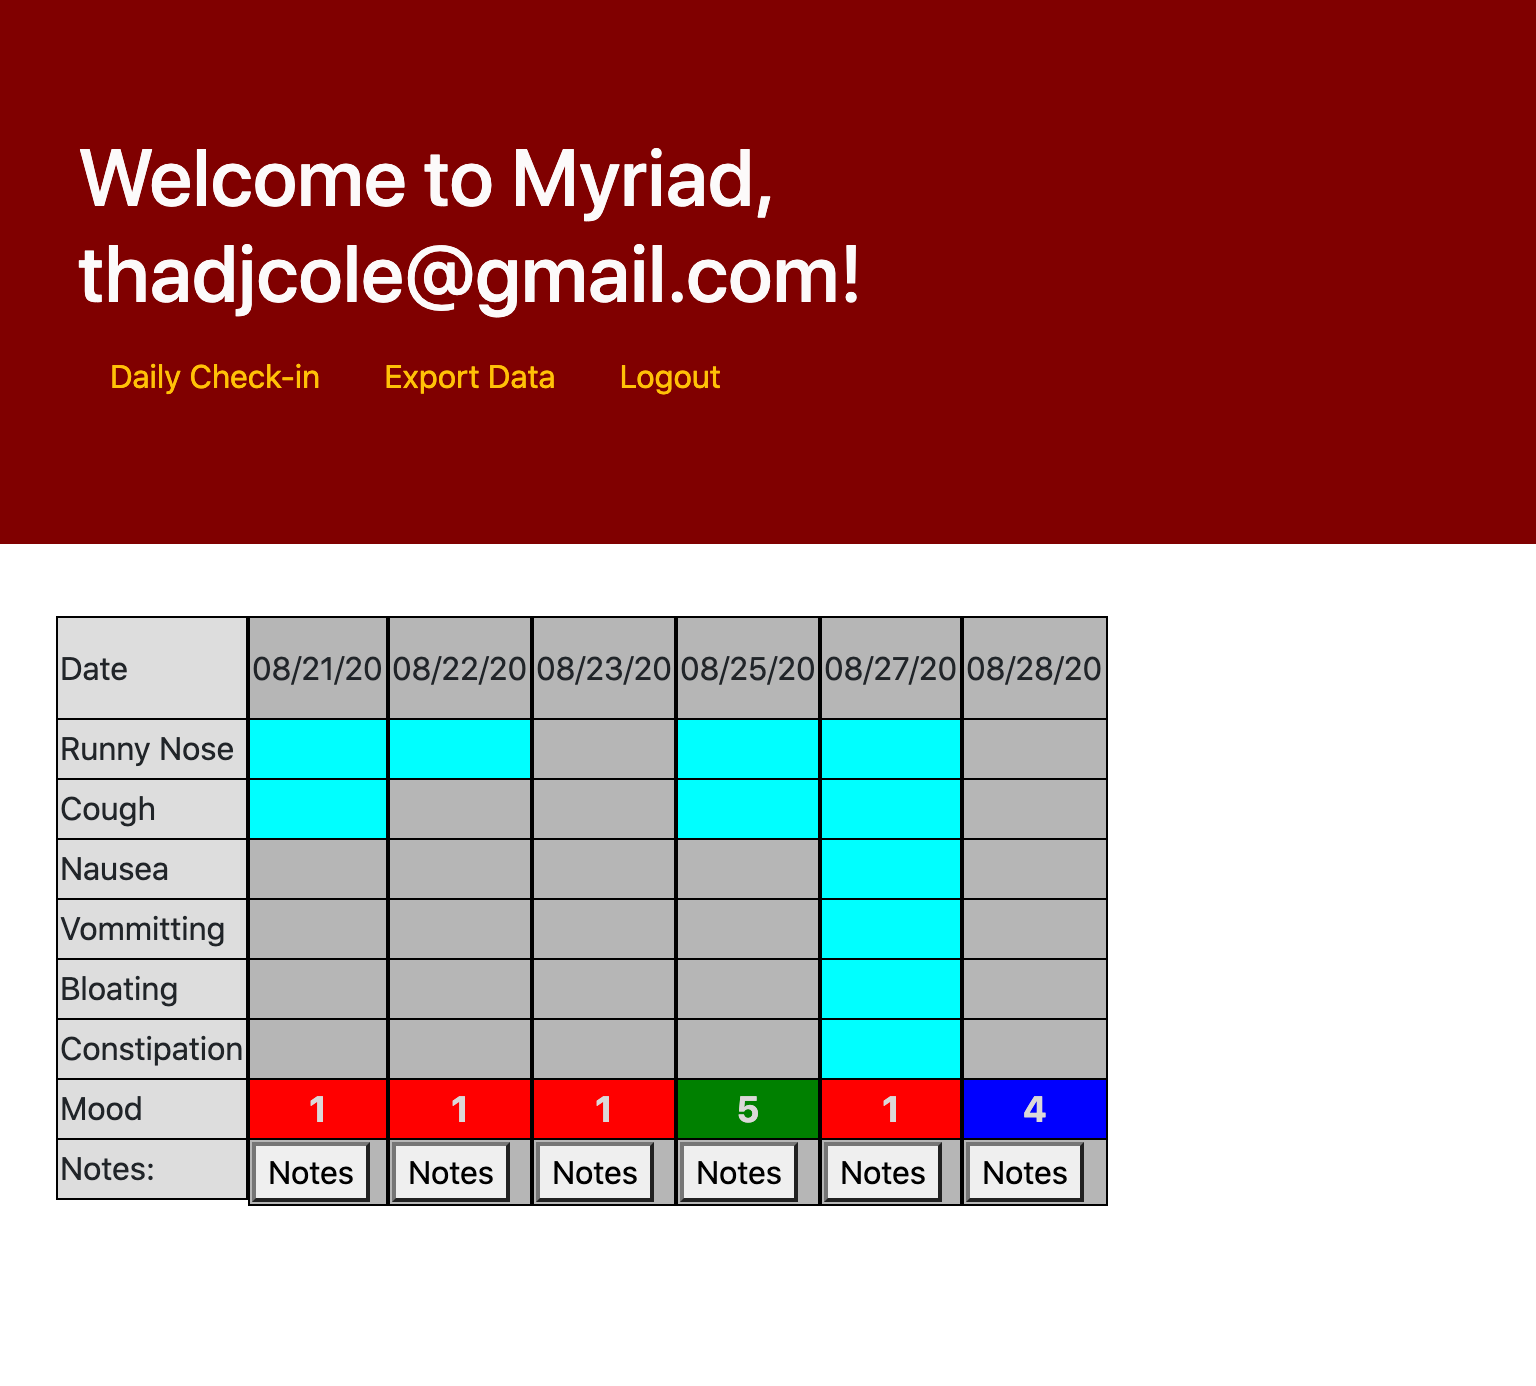 Welcome to Myriad,
thadjcole@gmail.com!
Daily Check-in Export Data Logout
Date 08/21/20 08/22/20 08/23/20 08/25/20 08/27/20 08/28/20
Runny Nose
Cough
Nausea
Vommitting
Bloating
Constipation
Mood 1 1 1 5 1 4
Notes: Notes Notes Notes Notes Notes Notes